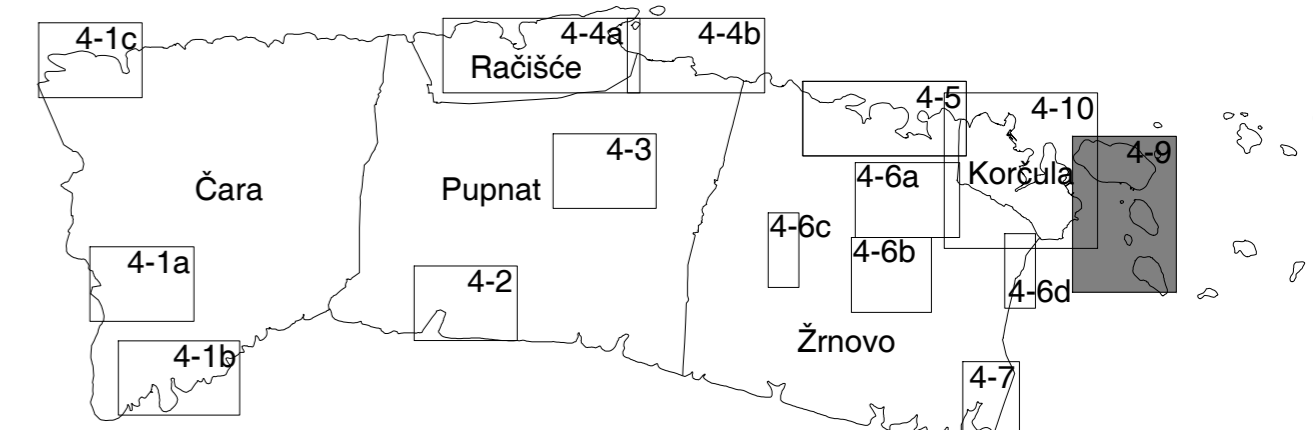 4-1c
4-4a
4-4b
Račišće
4-5
4-10
4-3
4-9
Čara
Pupnat
4-6a
Korčula
4-6c
4-6b
4-1a
4-2
4-6d
Žrnovo
4-1b
4-7